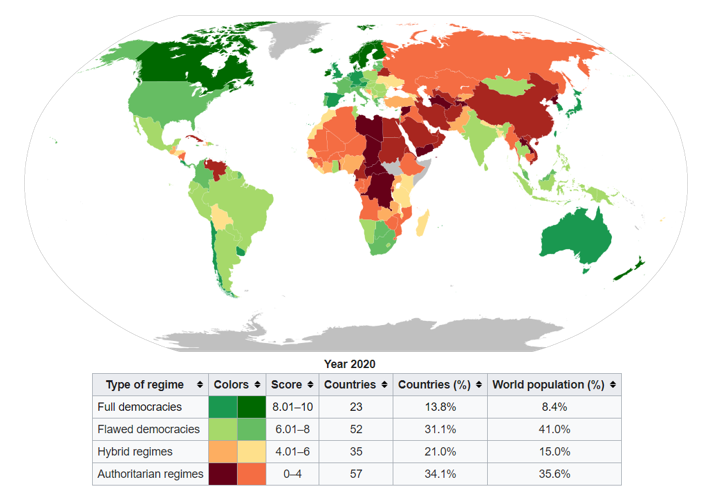 Year 2020
Type of regime Colors Score Countries Countries (%) World population (%)
Full democracies 8.01–10 23 13.8% 8.4%
Flawed democracies 6.01–8 52 31.1% 41.0%
Hybrid regimes 4.01–6 35 21.0% 15.0%
Authoritarian regimes 0–4 57 34.1% 35.6%